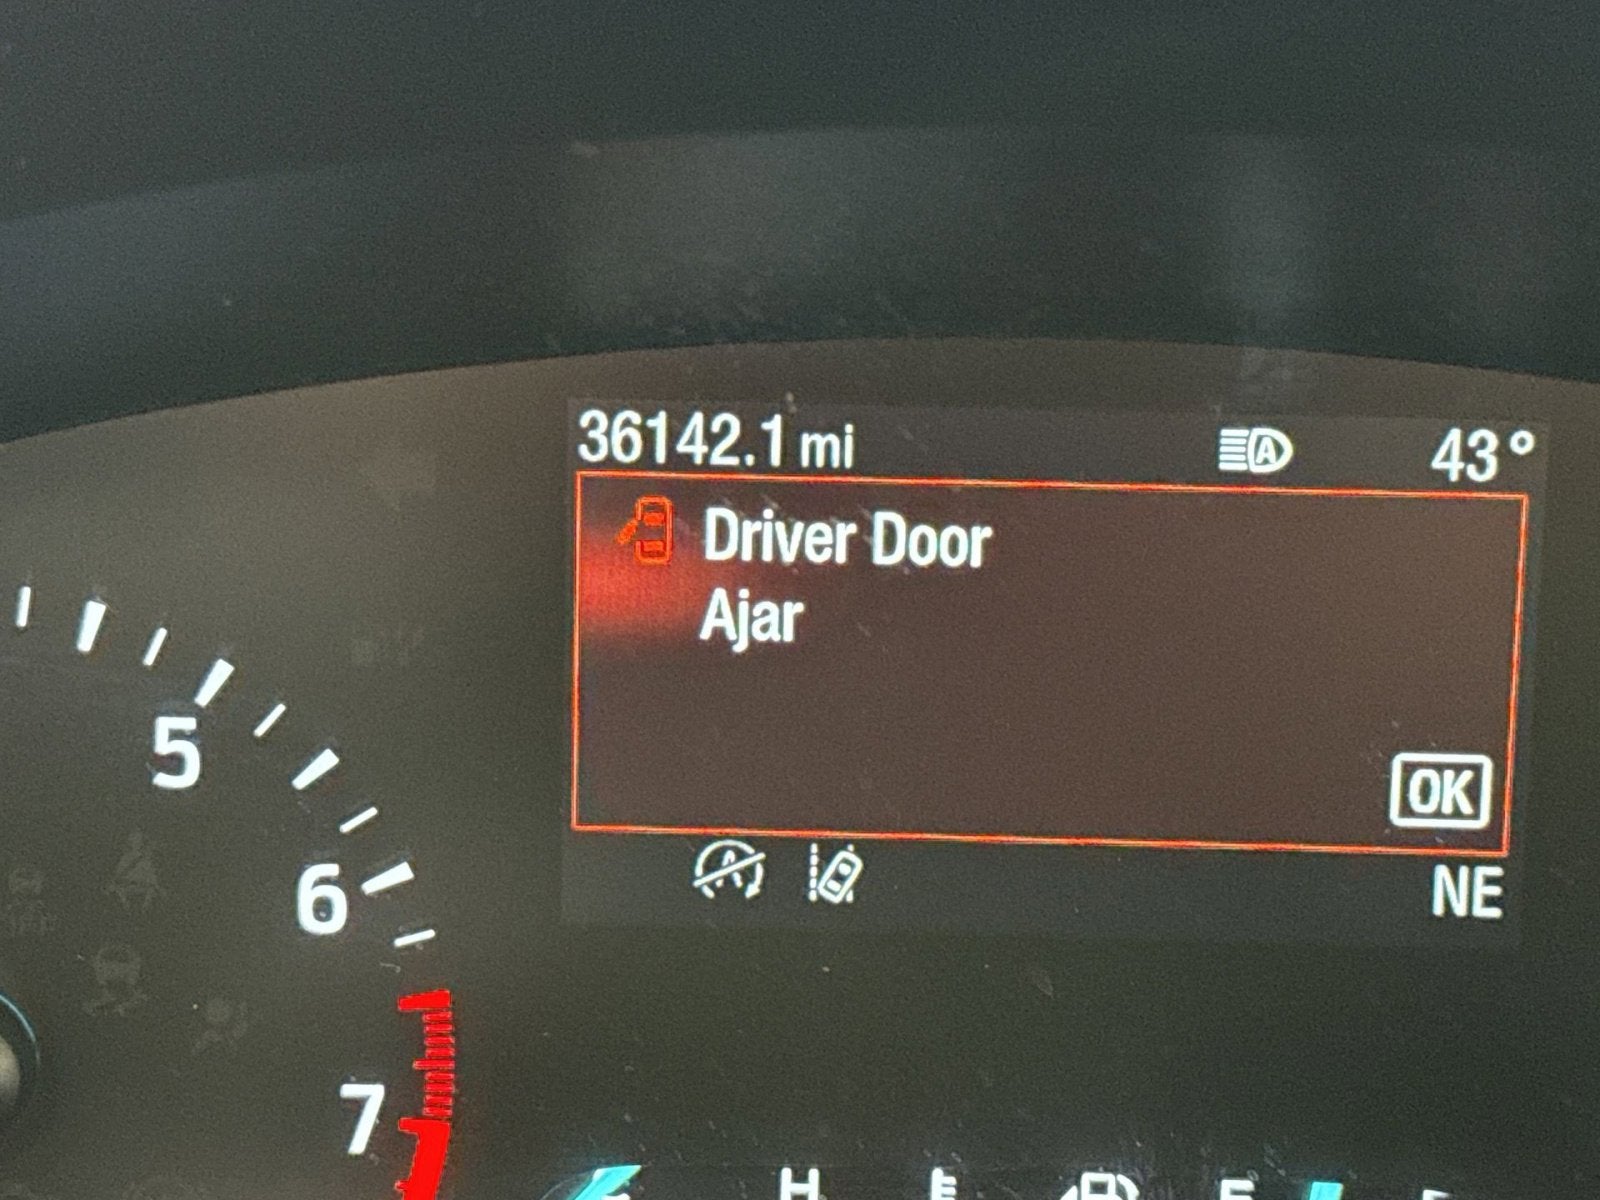 36142.1 mi
43°
Driver Door
Ajar
OK
NE
5
6
7
H
E